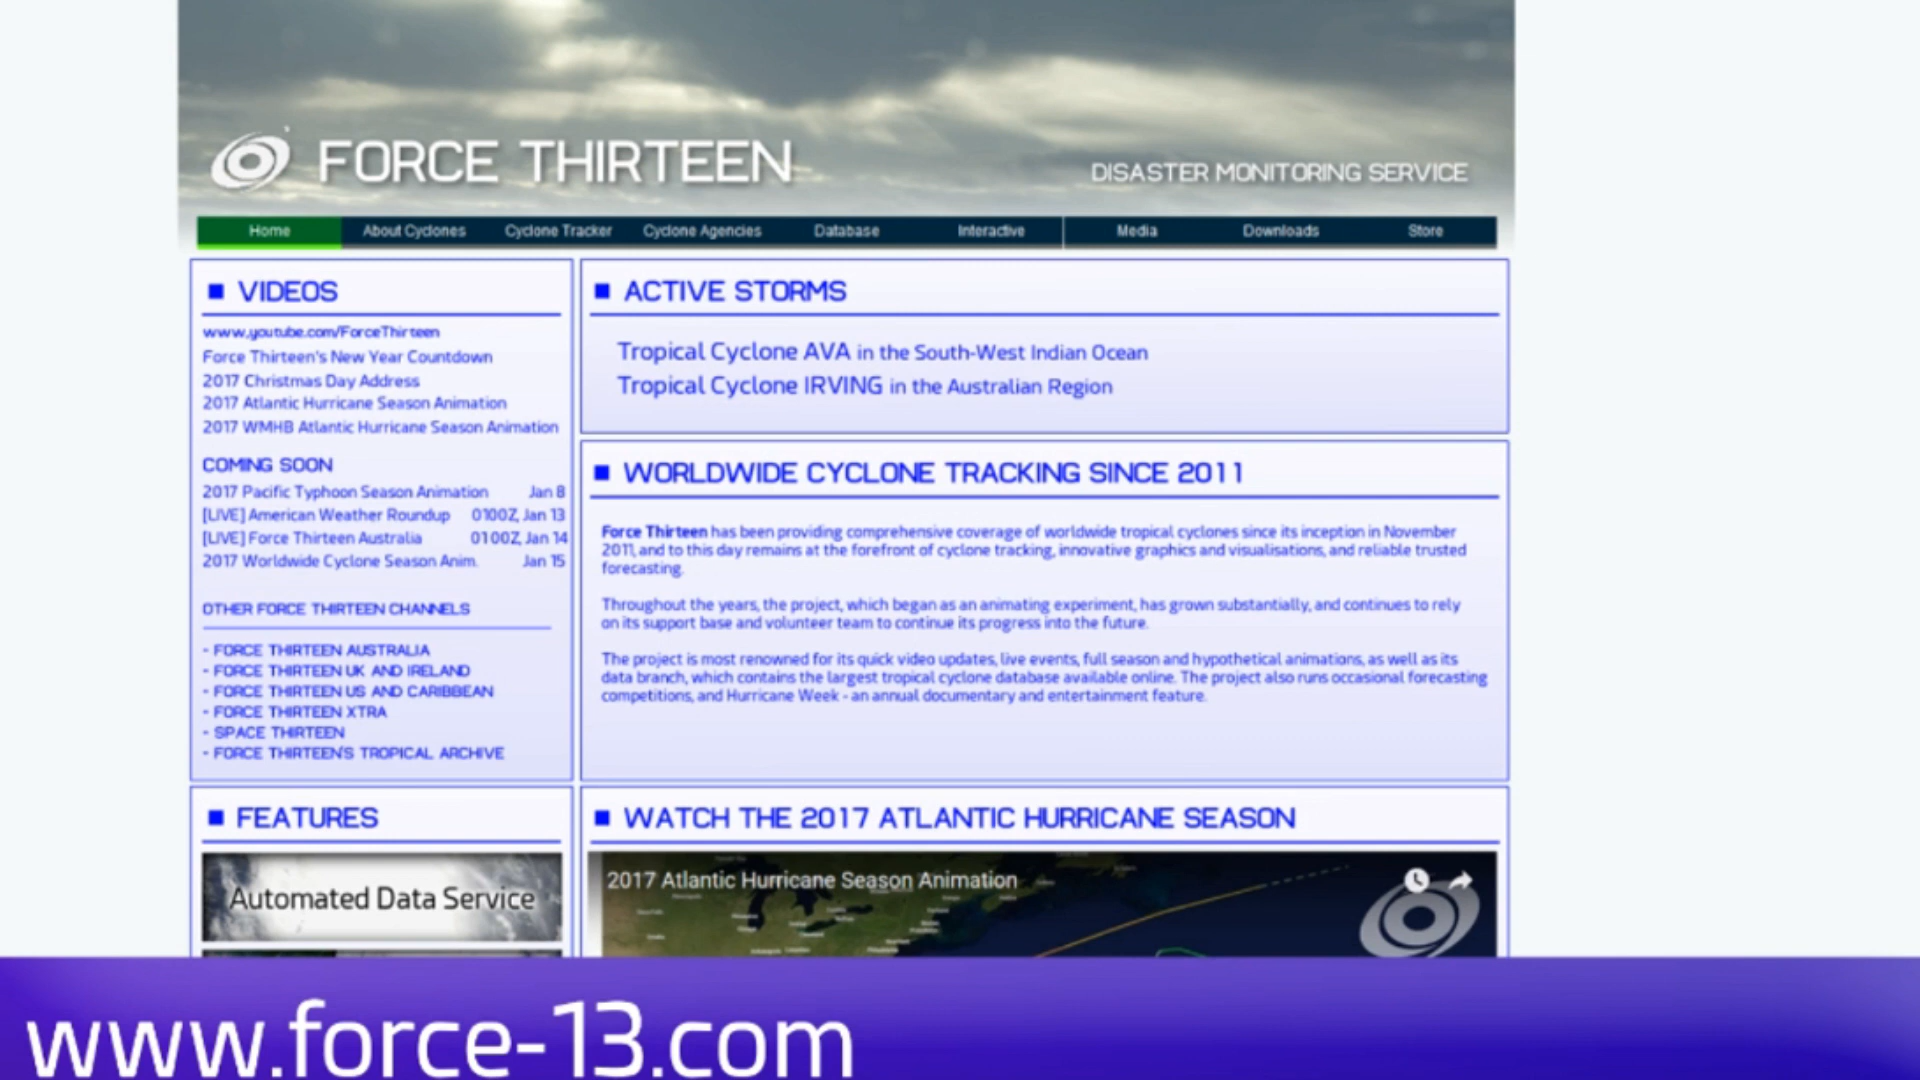 FORCE THIRTEEN
DISASTER MONITORING SERVICE
Home About Cyclones Cyclone Tracker Cyclone Agencies Database Interactive Media Downloads Store
VIDEOS
www.youtube.com/ForceThirteen
Force Thirteen's New Year Countdown
2017 Christmas Day Address
2017 Atlantic Hurricane Season Animation
2017 WMHB Atlantic Hurricane Season Animation
COMING SOON
2017 Pacific Typhoon Season Animation Jan 8
[LIVE] American Weather Roundup 0100Z, Jan 13
[LIVE] Force Thirteen Australia 0100Z, Jan 14
2017 Worldwide Cyclone Season Anim. Jan 15
OTHER FORCE THIRTEEN CHANNELS
- FORCE THIRTEEN AUSTRALIA
- FORCE THIRTEEN UK AND IRELAND
- FORCE THIRTEEN US AND CARIBBEAN
- FORCE THIRTEEN XTRA
- SPACE THIRTEEN
- FORCE THIRTEEN'S TROPICAL ARCHIVE
ACTIVE STORMS
Tropical Cyclone AVA in the South-West Indian Ocean
Tropical Cyclone IRVING in the Australian Region
WORLDWIDE CYCLONE TRACKING SINCE 2011
Force Thirteen has been providing comprehensive coverage of worldwide tropical cyclones since its inception in November
2011, and to this day remains at the forefront of cyclone tracking, innovative graphics and visualisations, and reliable trusted
forecasting.
Throughout the years, the project, which began as an animating experiment, has grown substantially, and continues to rely
on its support base and volunteer team to continue its progress into the future.
The project is most renowned for its quick video updates, live events, full season and hypothetical animations, as well as its
data branch, which contains the largest tropical cyclone database available online. The project also runs occasional forecasting
competitions, and Hurricane Week - an annual documentary and entertainment feature.
FEATURES
Automated Data Service
WATCH THE 2017 ATLANTIC HURRICANE SEASON
2017 Atlantic Hurricane Season Animation
www.force-13.com